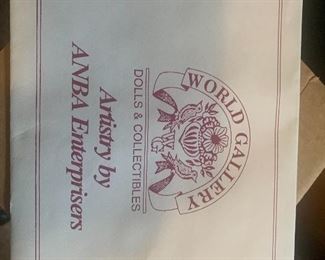 WORLD GALLERY
DOLLS & COLLECTIBLES
Artistry by
ANBA Enterprisers